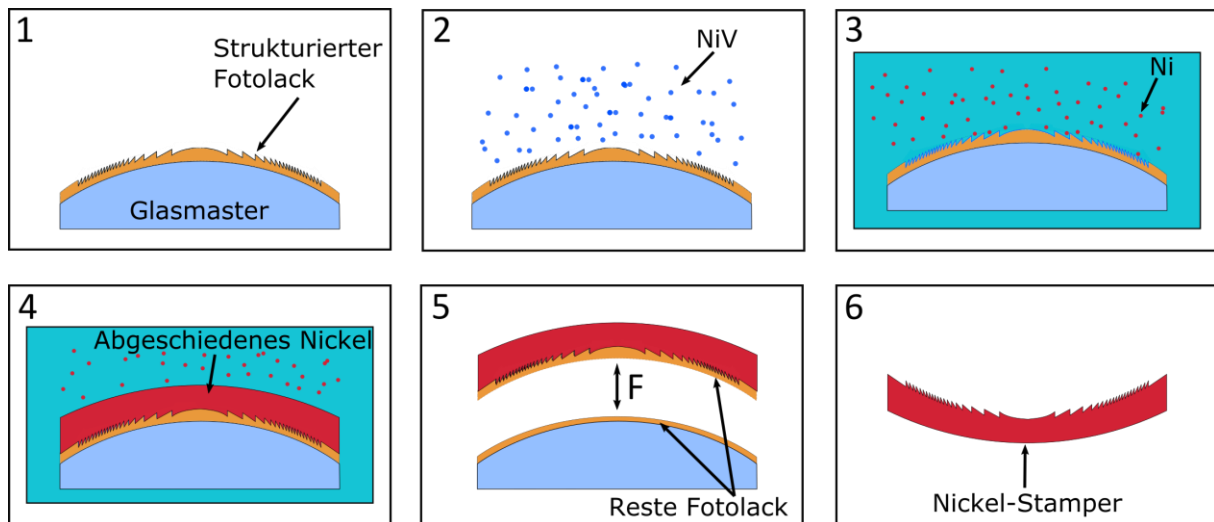 1
Strukturierter
Fotolack
Glasmaster
2
NiV
3
Ni
4
Abgeschiedenes Nickel
5
F
Reste Fotolack
6
Nickel-Stamper